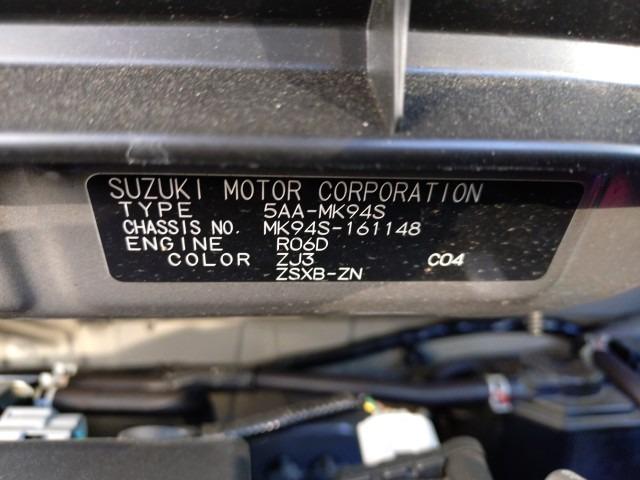 SUZUKI MOTOR CORPORATION
TYPE 5AA-MK94S
CHASSIS NO. MK94S-161148
ENGINE R06D
COLOR ZJ3 C04
ZSXB-ZN